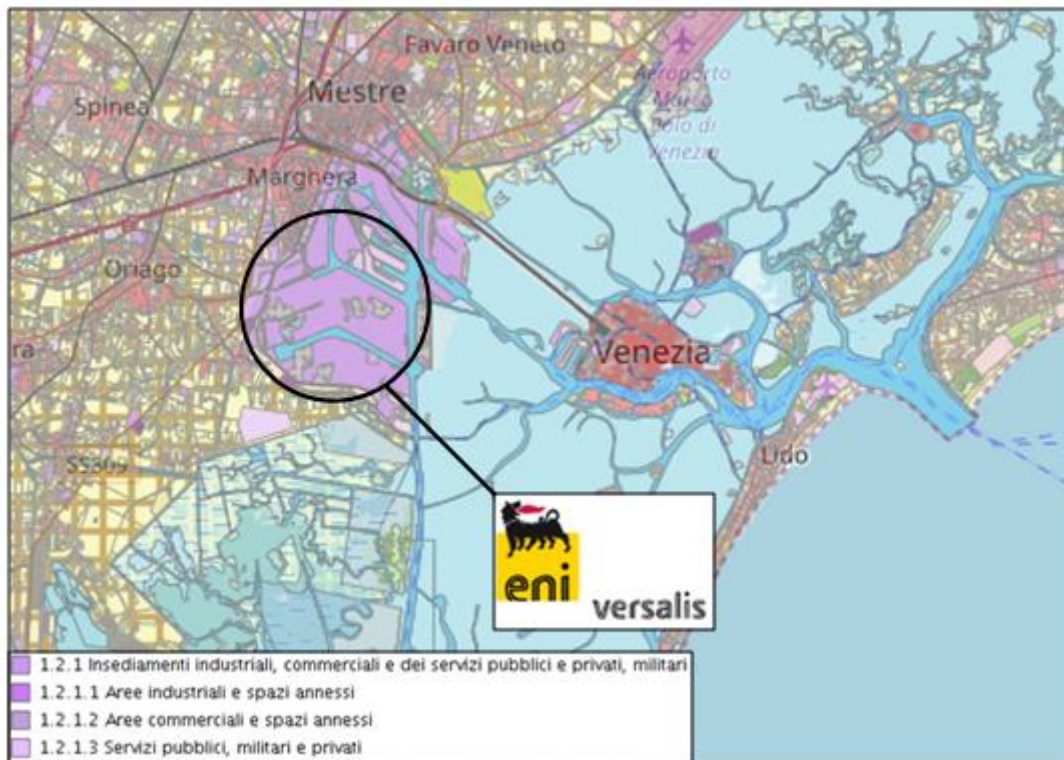 Favaro Veneto
Mestre
Spinea
Aeroporto
Marco
Polo di
Venezia
Marghera
Oriago
ra
Venezia
SS309
Lido
eni
versalis
1.2.1 Insediamenti industriali, commerciali e dei servizi pubblici e privati, militari
1.2.1.1 Aree industriali e spazi annessi
1.2.1.2 Aree commerciali e spazi annessi
1.2.1.3 Servizi pubblici, militari e privati